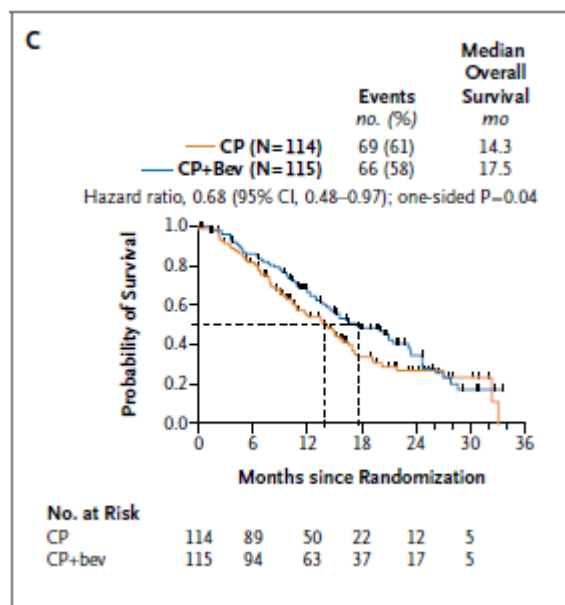 C
Median
Overall
Events Survival
no. (%) mo
CP (N=114) 69 (61) 14.3
CP+Bev (N=115) 66 (58) 17.5
Hazard ratio, 0.68 (95% CI, 0.48–0.97); one-sided P=0.04
Probability of Survival
1.0
0.8
0.6
0.4
0.2
0.0
0 6 12 18 24 30 36
Months since Randomization
No. at Risk
CP 114 89 50 22 12 5
CP+bev 115 94 63 37 17 5